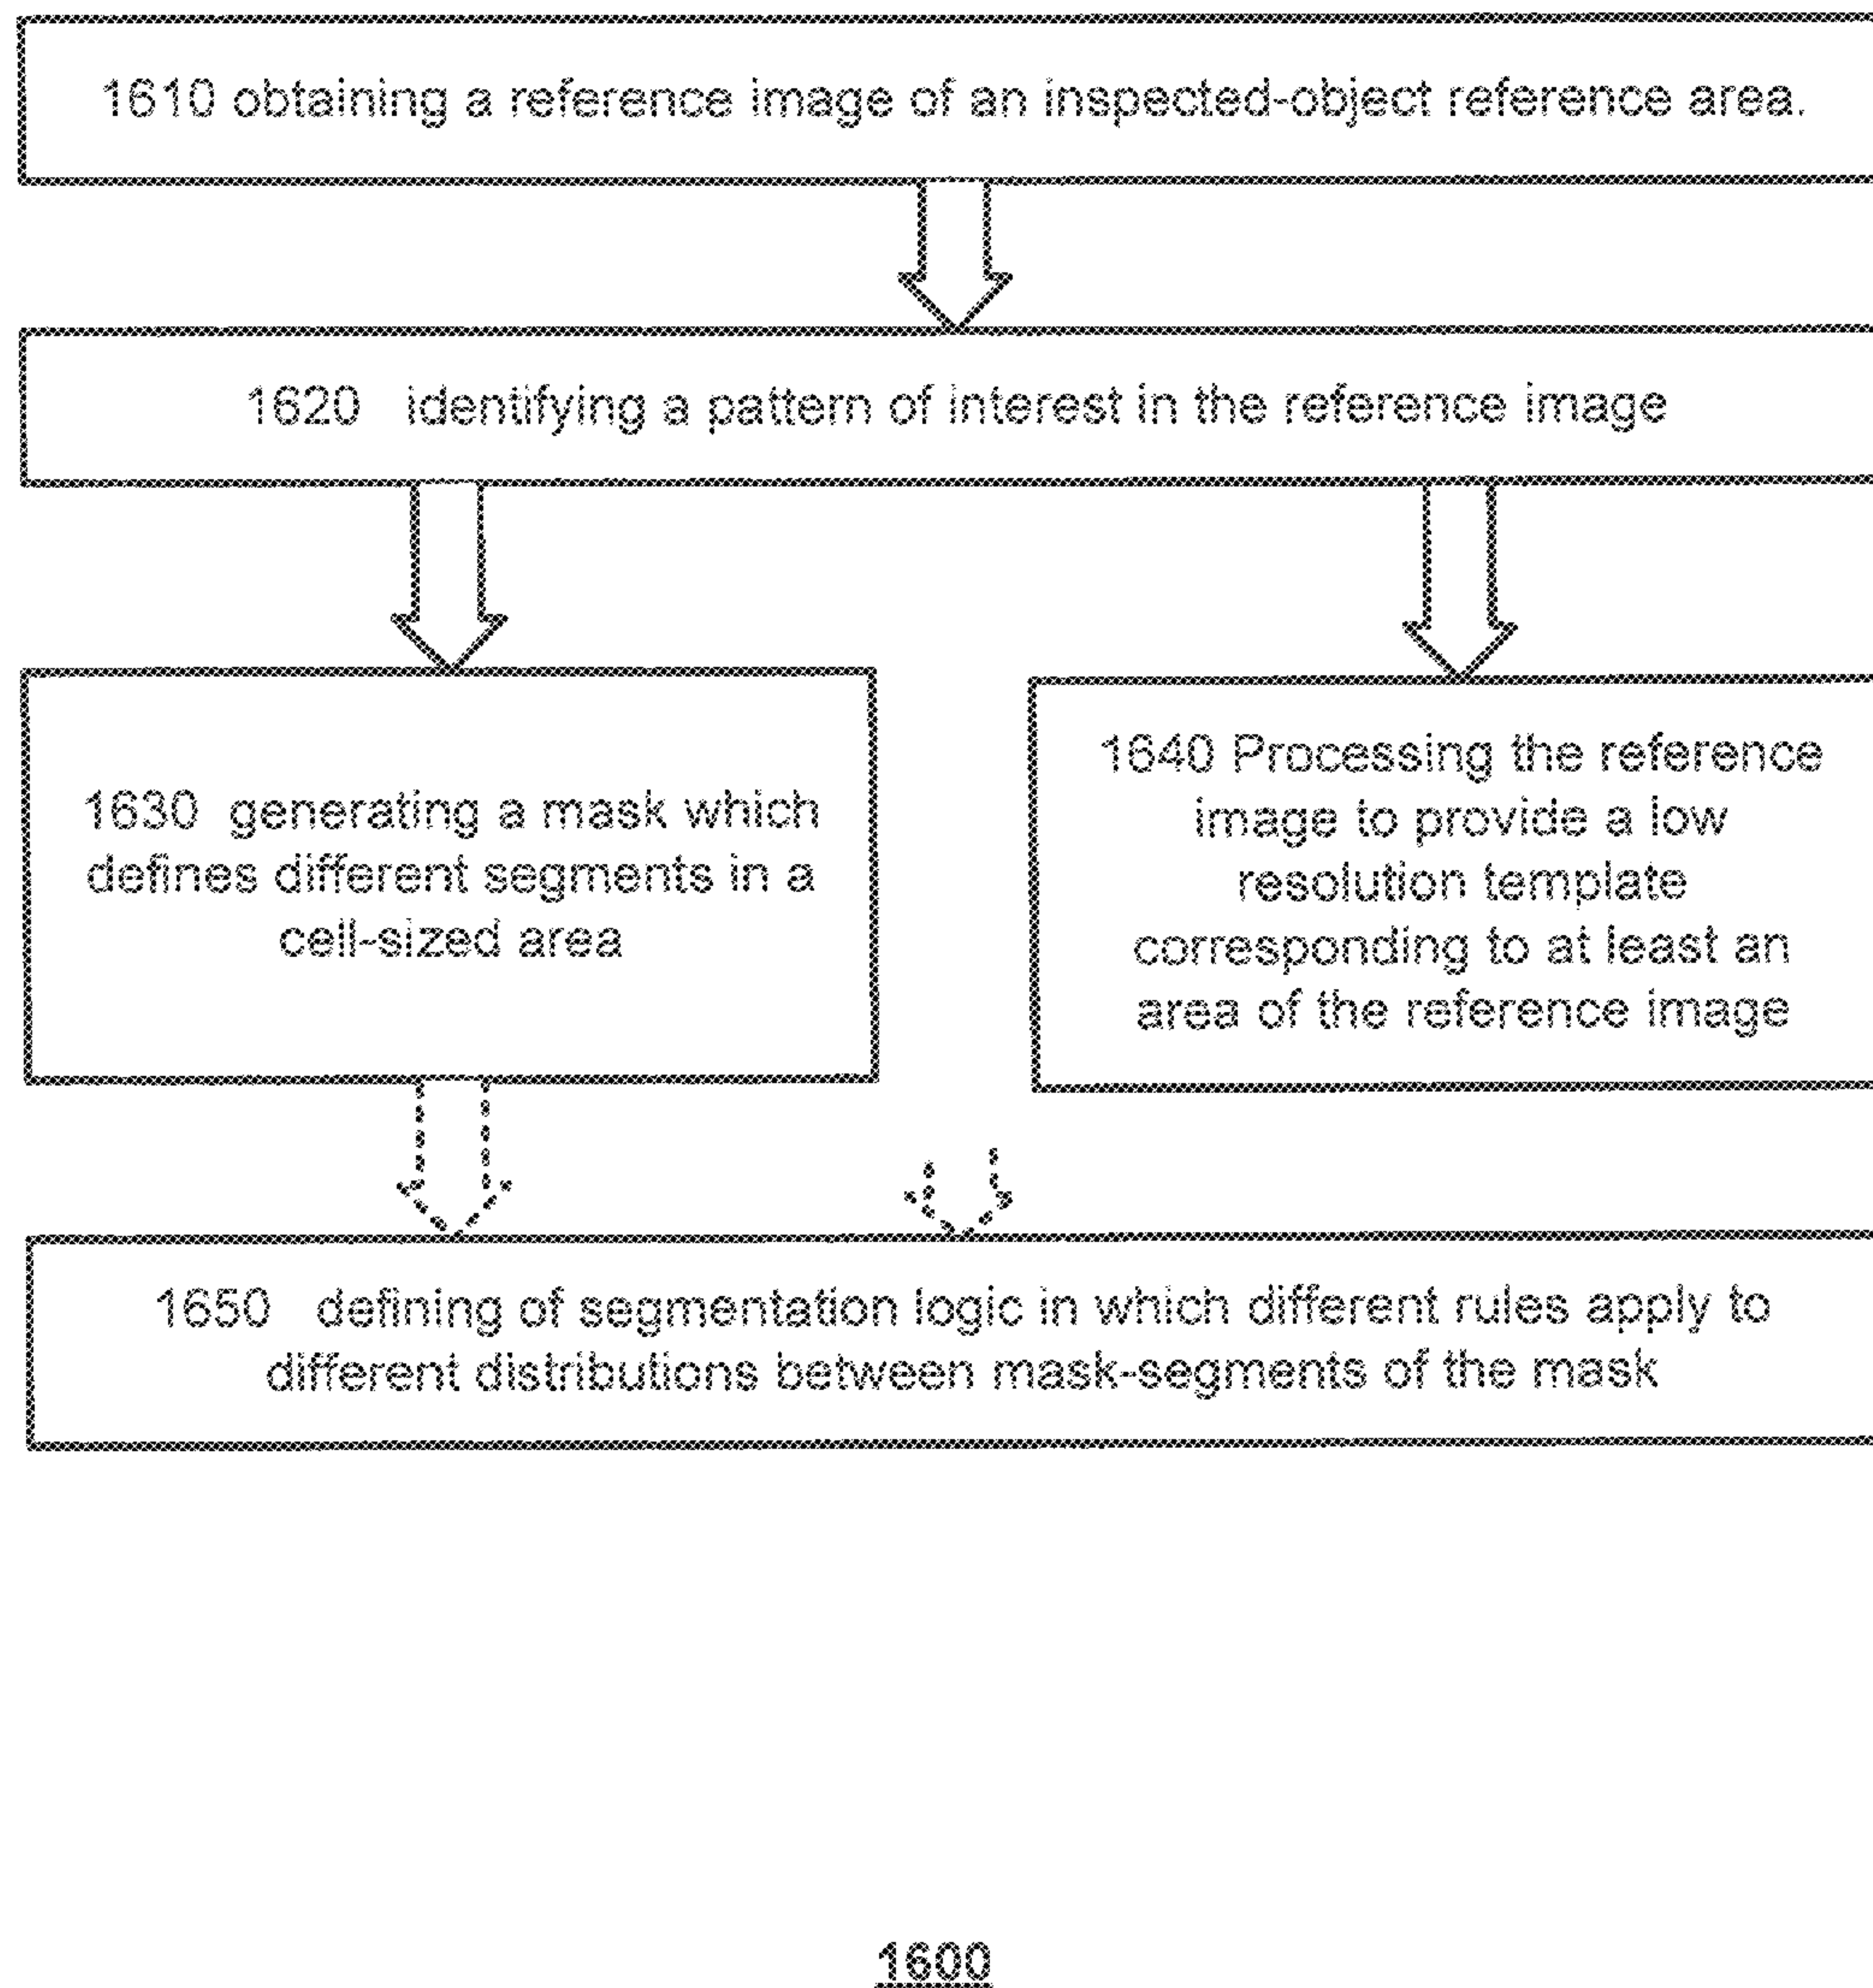 1610 obtaining a reference image of an inspected-object reference area.
1620 identifying a pattern of interest in the reference image
1630 generating a mask which
defines different segments in a
cell-sized area
1640 Processing the reference
image to provide a low
resolution template
corresponding to at least an
area of the reference image
1650 defining of segmentation logic in which different rules apply to
different distributions between mask-segments of the mask
1600